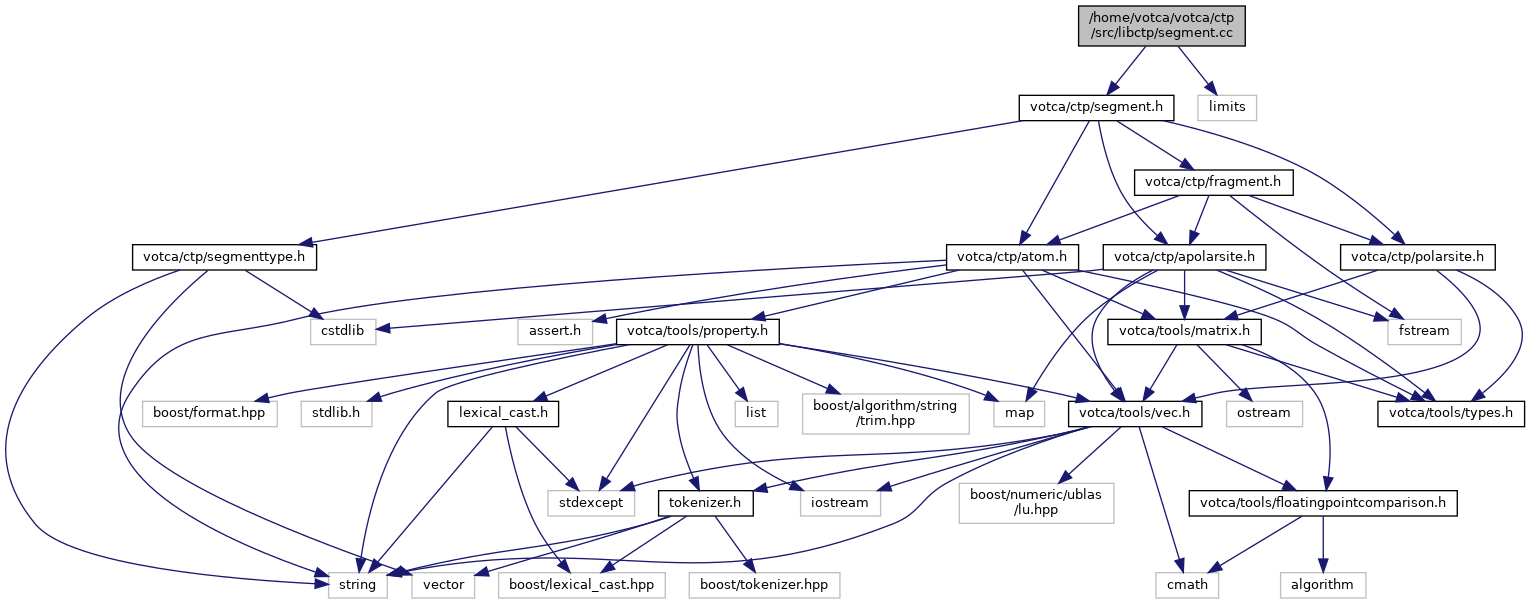 /home/votca/votca/ctp
/src/libctp/segment.cc
votca/ctp/segment.h
limits
votca/ctp/fragment.h
votca/ctp/segmenttype.h
votca/ctp/atom.h
votca/ctp/apolarsite.h
votca/ctp/polarsite.h
cstdlib
assert.h
votca/tools/property.h
votca/tools/matrix.h
fstream
boost/format.hpp
stdlib.h
lexical_cast.h
list
boost/algorithm/string
/trim.hpp
map
votca/tools/vec.h
ostream
votca/tools/types.h
stdexcept
tokenizer.h
iostream
boost/numeric/ublas
/lu.hpp
votca/tools/floatingpointcomparison.h
string
vector
boost/lexical_cast.hpp
boost/tokenizer.hpp
cmath
algorithm